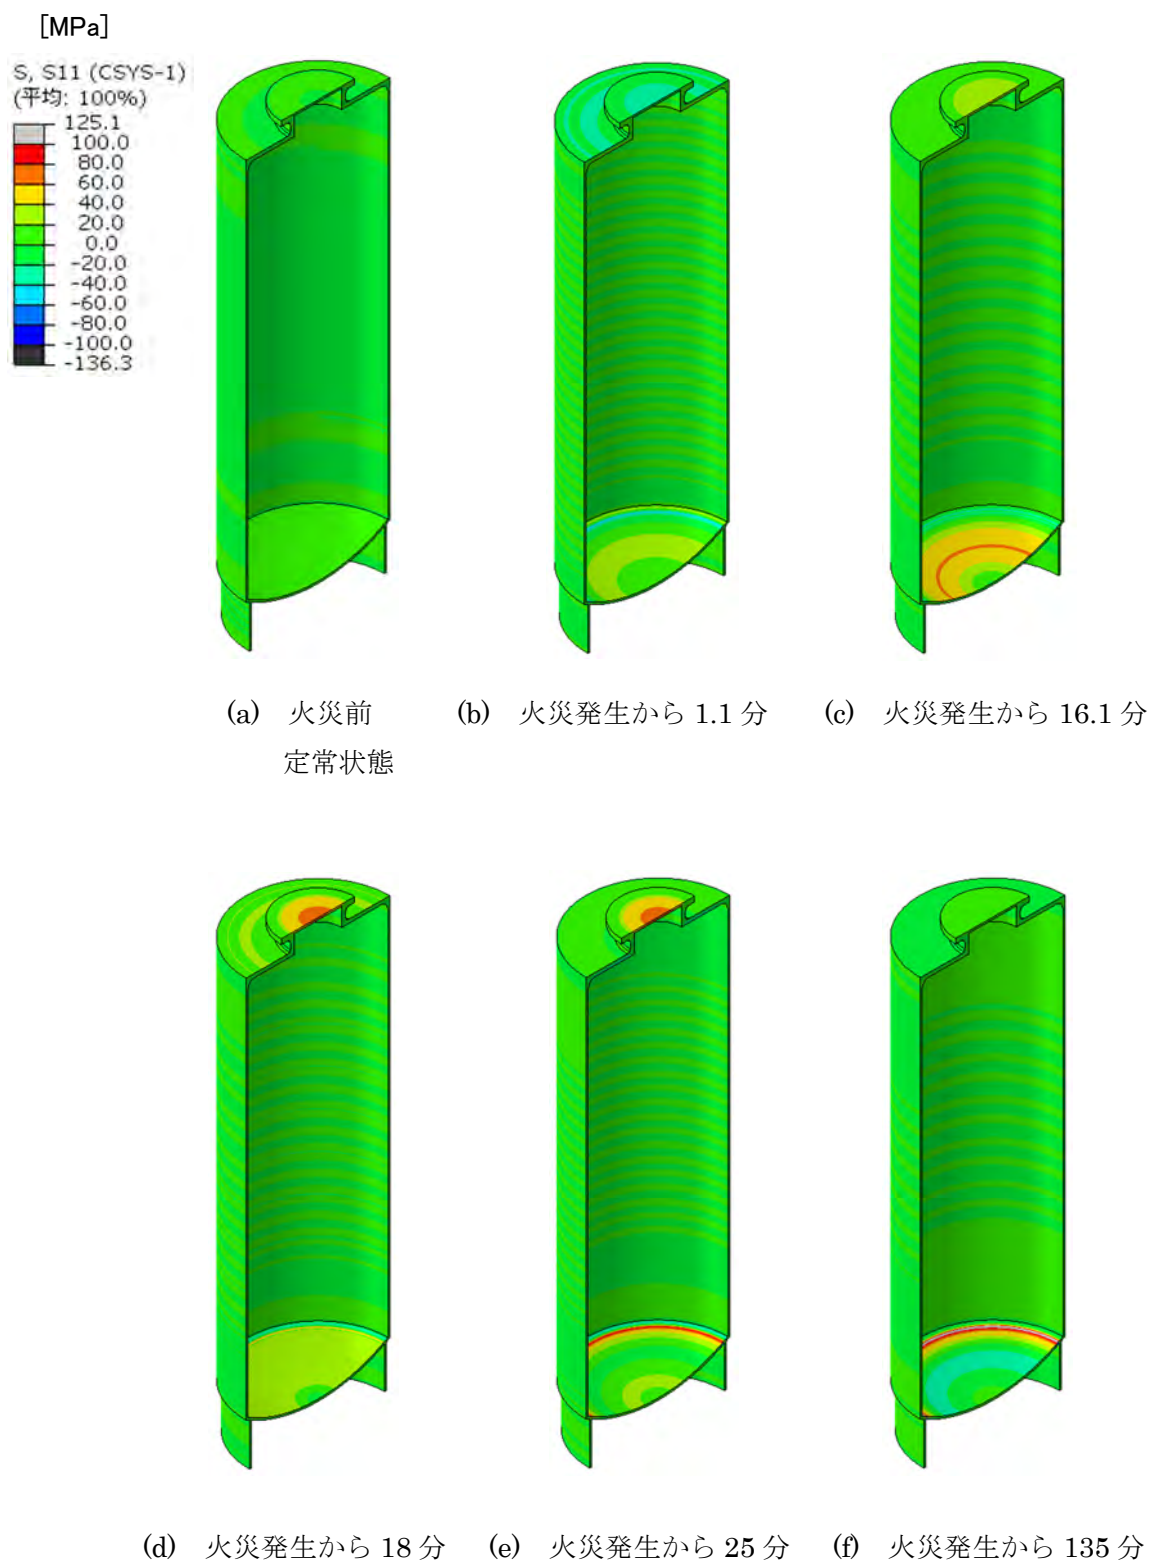 [MPa]
S, S11 (CSYS-1)
(平均: 100%)
125.1
100.0
80.0
60.0
40.0
20.0
0.0
-20.0
-40.0
-60.0
-80.0
-100.0
-136.3
(a) 火災前
定常状態
(b) 火災発生から 1.1 分
(c) 火災発生から 16.1 分
(d) 火災発生から 18 分
(e) 火災発生から 25 分
(f) 火災発生から 135 分